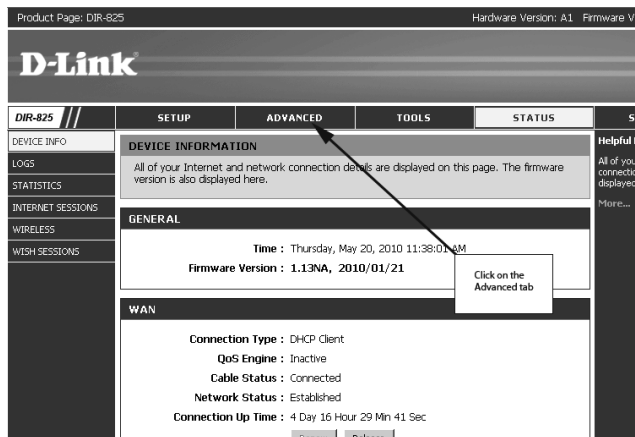 Product Page: DIR-825 Hardware Version: A1 Firmware V
D-Link
DIR-825 SETUP ADVANCED TOOLS STATUS S
DEVICE INFO
LOGS
STATISTICS
INTERNET SESSIONS
WIRELESS
WISH SESSIONS
DEVICE INFORMATION
All of your Internet and network connection details are displayed on this page. The firmware
version is also displayed here.
GENERAL
Time : Thursday, May 20, 2010 11:38:01 AM
Firmware Version : 1.13NA, 2010/01/21
Click on the
Advanced tab
WAN
Connection Type : DHCP Client
QoS Engine : Inactive
Cable Status : Connected
Network Status : Established
Connection Up Time : 4 Day 16 Hour 29 Min 41 Sec
Helpful
All of you
connectio
displayed
More...